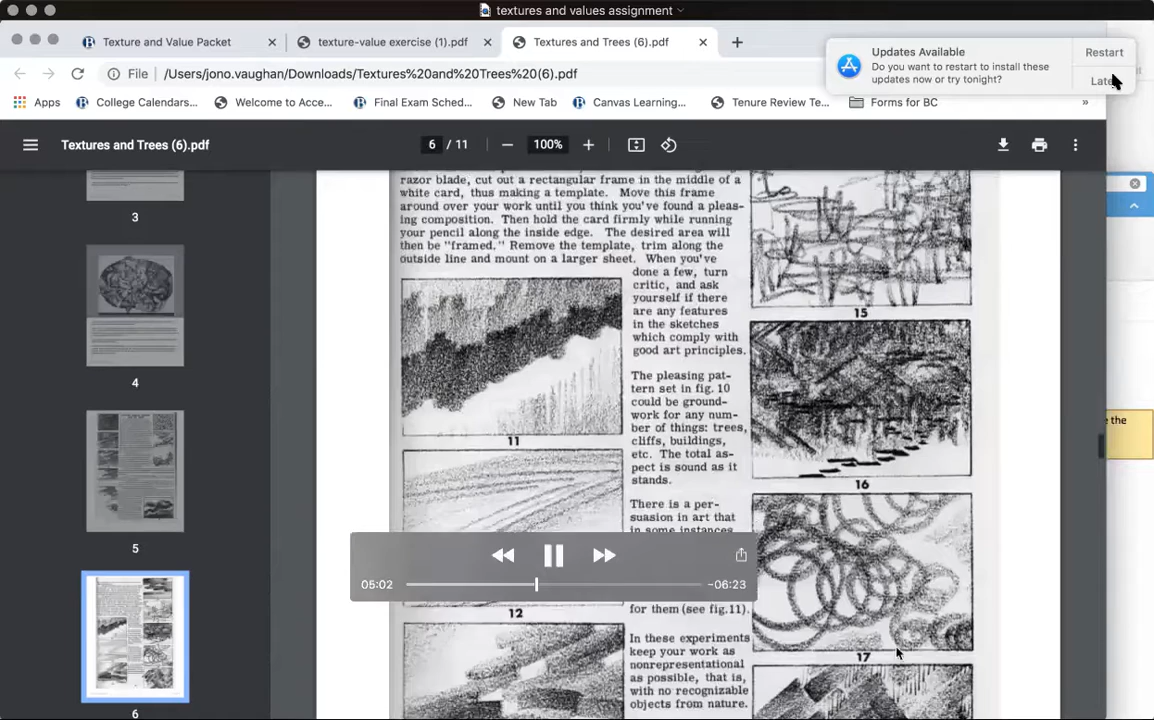 textures and values assignment
Texture and Value Packet
texture-value exercise (1).pdf
Textures and Trees (6).pdf
Updates Available
Do you want to restart to install these
updates now or try tonight?
Restart
File
/Users/jono.vaughan/Downloads/Textures%20and%20Trees%20(6).pdf
Apps
College Calendars...
Welcome to Acce...
Final Exam Sched...
New Tab
Canvas Learning...
Tenure Review Te...
Forms for BC
»
Textures and Trees (6).pdf
6 / 11
100%
3
4
5
6
razor blade, cut out a rectangular frame in the middle of a
white card, thus making a template. Move this frame
around over your work until you think you've found a pleas-
ing composition. Then hold the card firmly while running
your pencil along the inside edge. The desired area will
then be "framed." Remove the template, trim along the
outside line and mount on a larger sheet. When you've
done a few, turn
critic, and ask
yourself if there
are any features
in the sketches
which comply with
good art principles.
The pleasing pat-
tern set in fig. 10
could be ground-
work for any num-
ber of things: trees,
cliffs, buildings,
etc. The total as-
pect is sound as it
stands.
There is a per-
suasion in art that
in some instances
for them (see fig.11).
In these experiments
keep your work as
nonrepresentational
as possible, that is,
with no recognizable
objects from nature.
11
12
15
16
17
05:02
-06:23
the